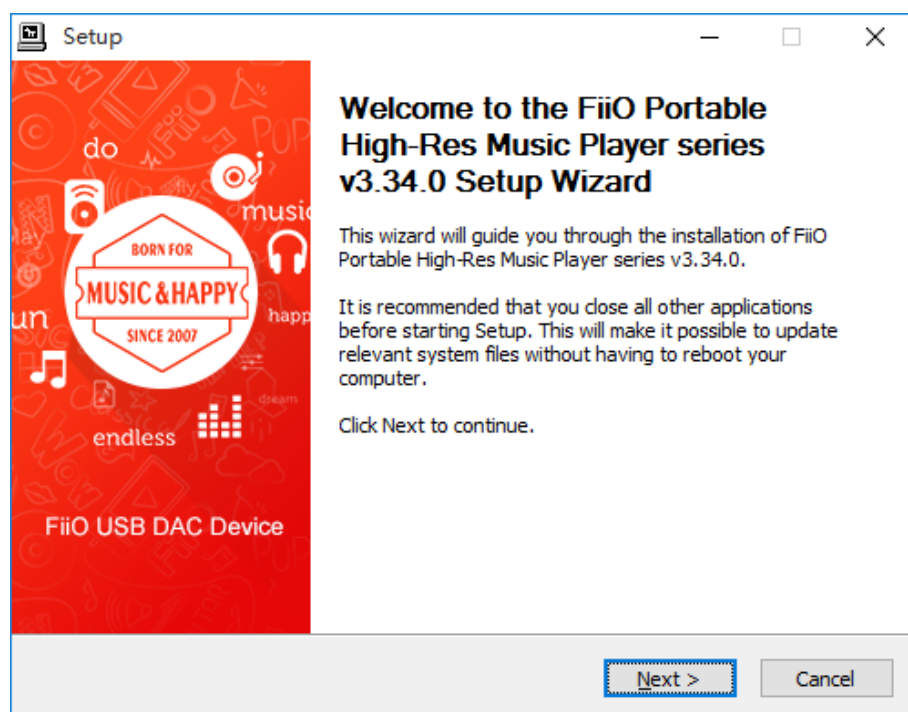 Setup
do
fly
music
play
BORN FOR
MUSIC & HAPPY
SINCE 2007
happ
un
dream
endless
FiiO USB DAC Device
POP
Welcome to the FiiO Portable
High-Res Music Player series
v3.34.0 Setup Wizard
This wizard will guide you through the installation of FiiO
Portable High-Res Music Player series v3.34.0.
It is recommended that you close all other applications
before starting Setup. This will make it possible to update
relevant system files without having to reboot your
computer.
Click Next to continue.
Next >
Cancel